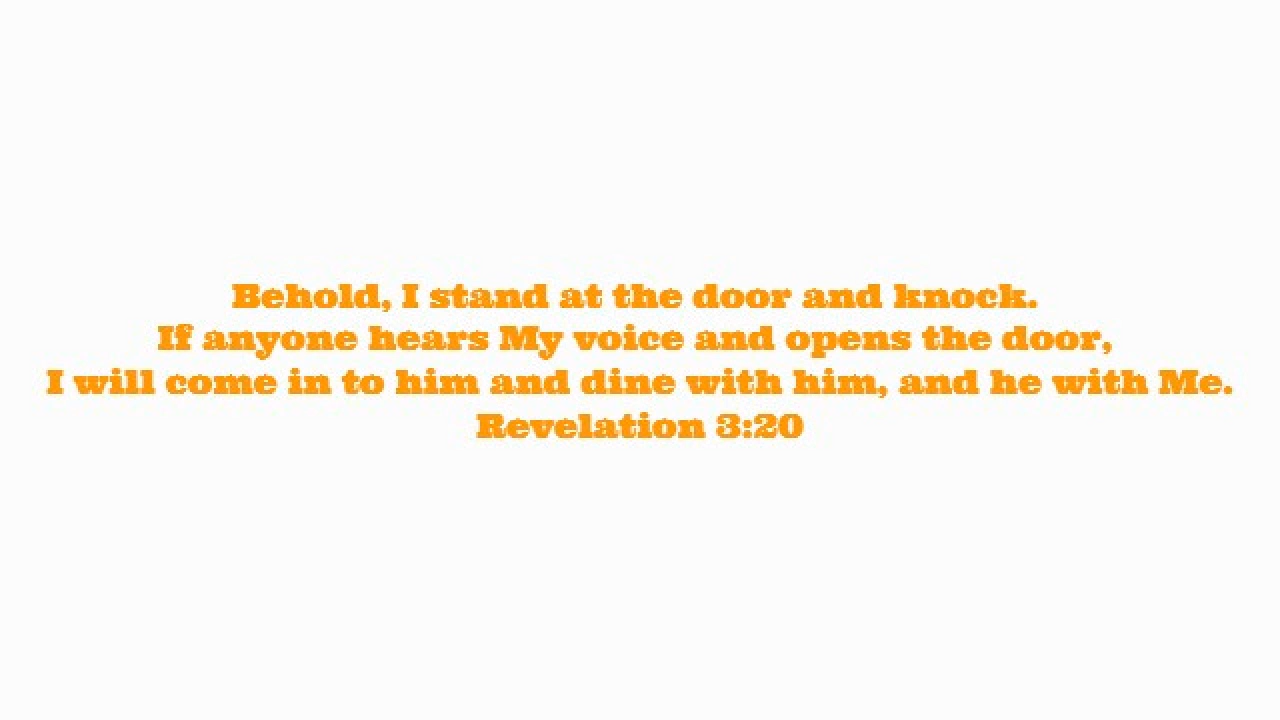 Behold, I stand at the door and knock.
If anyone hears My voice and opens the door,
I will come in to him and dine with him, and he with Me.
Revelation 3:20